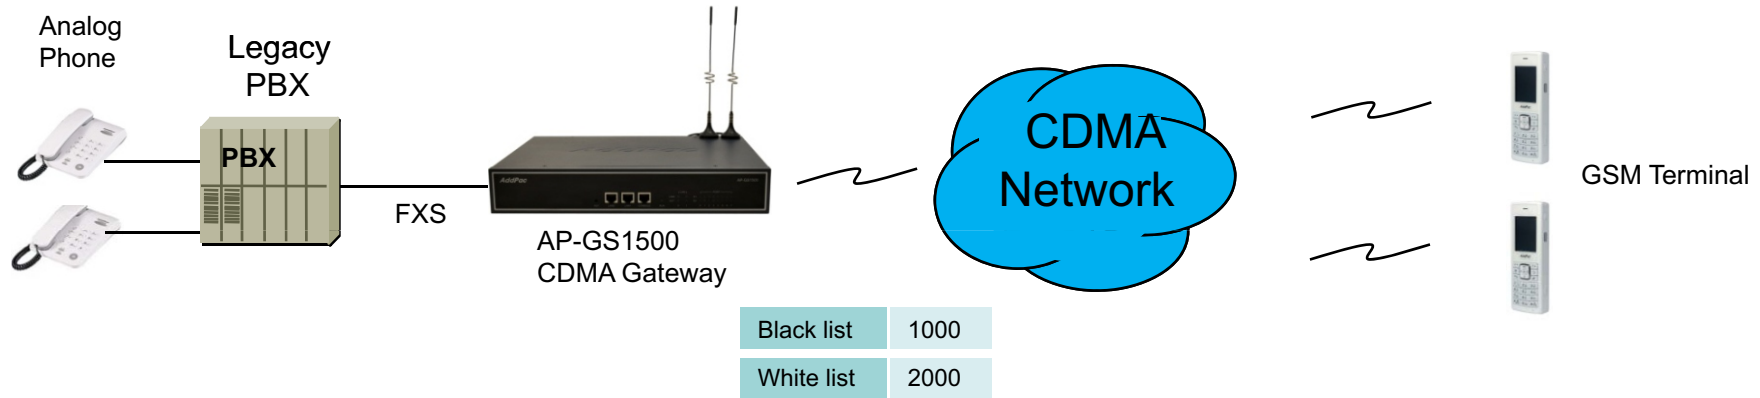 Analog
Phone
Legacy
PBX
PBX
FXS
AddPac
AP-GS1500
CDMA Gateway
CDMA
Network
GSM Terminal
Black list 1000
White list 2000